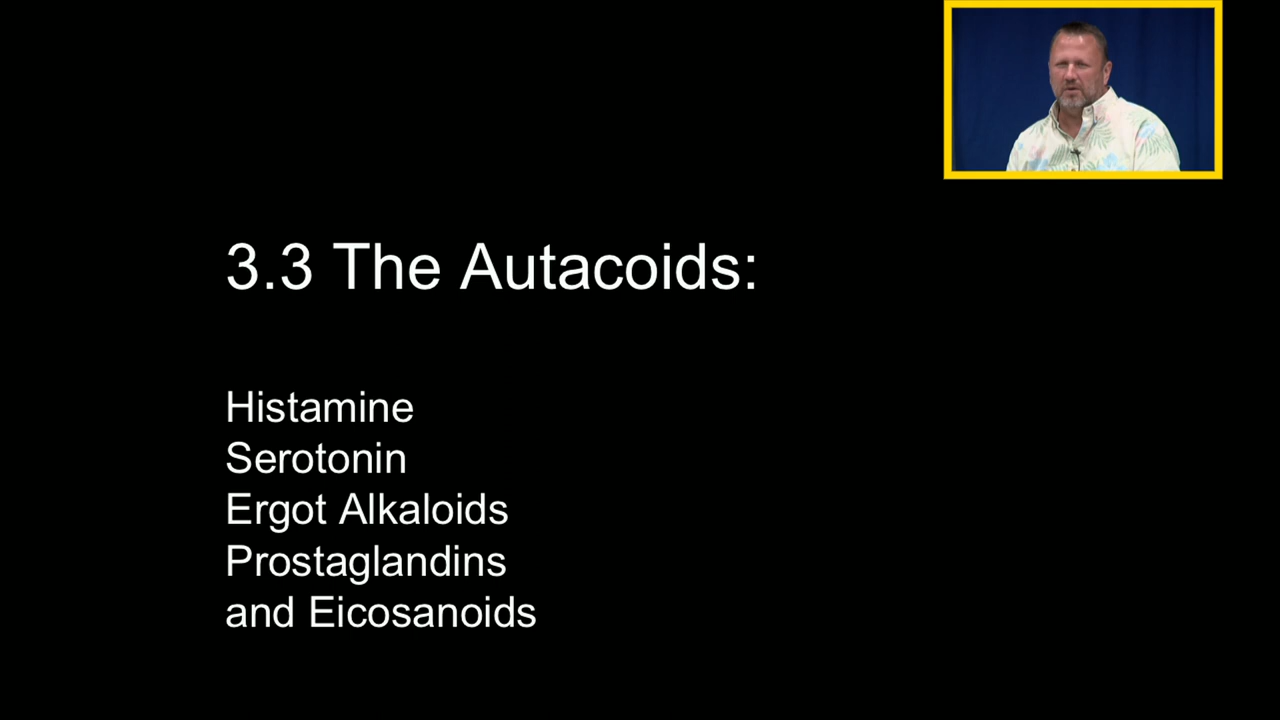 3.3 The Autacoids:
Histamine
Serotonin
Ergot Alkaloids
Prostaglandins
and Eicosanoids